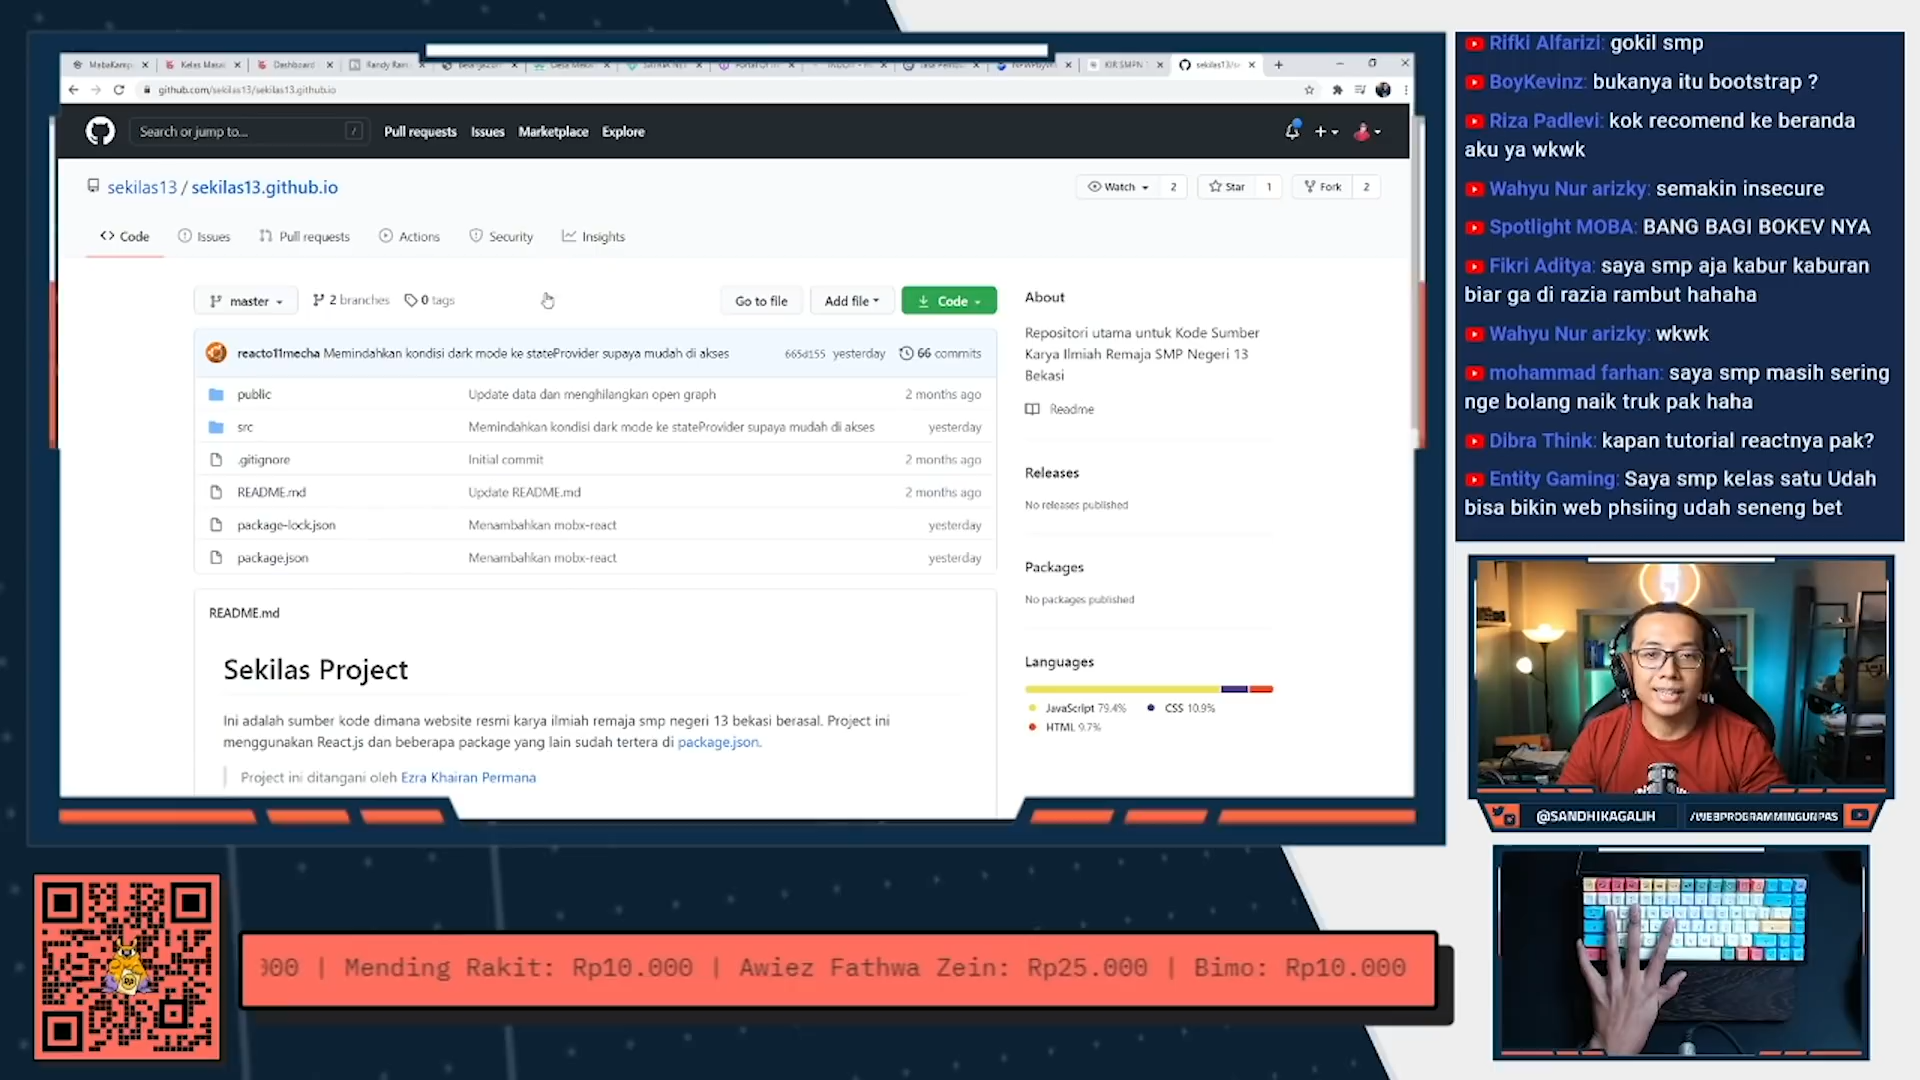 Kelas Masal
Dashboard
github.com/sekilas13/sekilas13.github.io
Search or jump to...
/
Pull requests
Issues
Marketplace
Explore
sekilas13 / sekilas13.github.io
Watch
2
Star
1
Fork
2
Code
Issues
Pull requests
Actions
Security
Insights
master
2 branches
0 tags
Go to file
Add file
Code
reacto11mecha Memindahkan kondisi dark mode ke stateProvider supaya mudah di akses
665d155 yesterday
66 commits
public
Update data dan menghilangkan open graph
2 months ago
src
Memindahkan kondisi dark mode ke stateProvider supaya mudah di akses
yesterday
.gitignore
Initial commit
2 months ago
README.md
Update README.md
2 months ago
package-lock.json
Menambahkan mobx-react
yesterday
package.json
Menambahkan mobx-react
yesterday
README.md
Sekilas Project
Ini adalah sumber kode dimana website resmi karya ilmiah remaja smp negeri 13 bekasi berasal. Project ini
menggunakan React.js dan beberapa package yang lain sudah tertera di package.json.
Project ini ditangani oleh Ezra Khairan Permana
About
Repositori utama untuk Kode Sumber
Karya Ilmiah Remaja SMP Negeri 13
Bekasi
Readme
Releases
No releases published
Packages
No packages published
Languages
JavaScript 79.4%
CSS 10.9%
HTML 9.7%
Rifki Alfarizi: gokil smp
BoyKevinz: bukanya itu bootstrap ?
Riza Padlevi: kok recomend ke beranda
aku ya wkwk
Wahyu Nur arizky: semakin insecure
Spotlight MOBA: BANG BAGI BOKEV NYA
Fikri Aditya: saya smp aja kabur kaburan
biar ga di razia rambut hahaha
Wahyu Nur arizky: wkwk
mohammad farhan: saya smp masih sering
nge bolang naik truk pak haha
Dibra Think: kapan tutorial reactnya pak?
Entity Gaming: Saya smp kelas satu Udah
bisa bikin web phsiing udah seneng bet
@SANDHIKAGALIH
/WEBPROGRAMMINGUNPAS
000 | Mending Rakit: Rp10.000 | Awiez Fathwa Zein: Rp25.000 | Bimo: Rp10.000